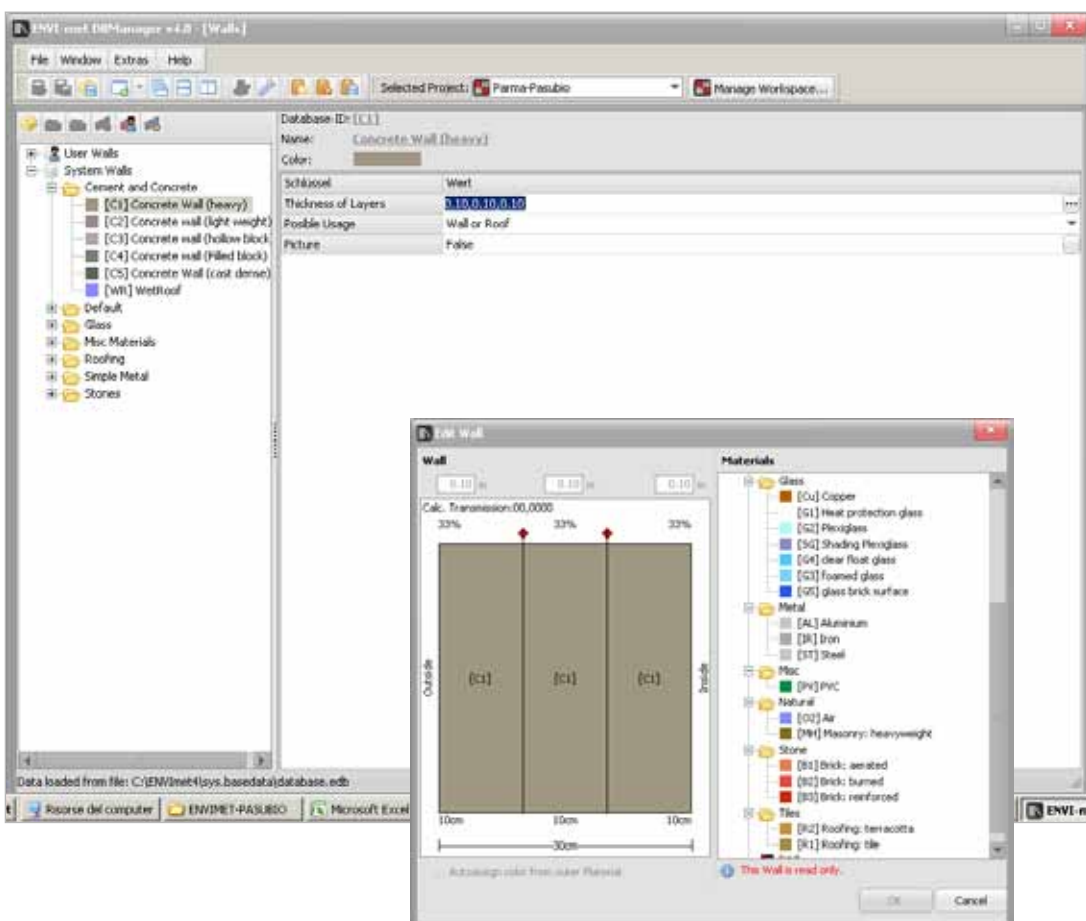 ENVI-met DBManager v4.0 - [Walls]
File Window Extras Help
Selected Project: Parma-Pasubio Manage Workspace...
Database ID: [C1]
Name: Concrete Wall (heavy)
Color:
User Walls
System Walls
Cement and Concrete
[C1] Concrete Wall (heavy)
[C2] Concrete wall (light weight)
[C3] Concrete wall (hollow block
[C4] Concrete wall (Filled block)
[C5] Concrete Wall (cast dense)
[WR] WetRoof
Default
Glass
Misc Materials
Roofing
Simple Metal
Stones
Schlüssel Wert
Thickness of Layers 0.10,0.10,0.10 ...
Posible Usage Wall or Roof
Picture False
Data loaded from file: C:\ENVImet4\sys.basedata\database.edb
t Risorse del computer ENVIMET-PASUBIO Microsoft Excel
ENVI-m
Edit Wall
Wall
0.10 m 0.10 m 0.10 m
Calc. Transmission:00,0000
33% 33% 33%
Outside [C1] [C1] [C1] Inside
10cm 10cm 10cm
30cm
Autoassign color from outer Material
Materials
Glass
[Cu] Copper
[G1] Heat protection glass
[G2] Plexiglass
[SG] Shading Plexiglass
[G4] clear float glass
[G3] foamed glass
[G5] glass brick surface
Metal
[AL] Aluminium
[IR] Iron
[ST] Steel
Misc
[PV] PVC
Natural
[O2] Air
[MH] Masonry: heavyweight
Stone
[B1] Brick: aerated
[B2] Brick: burned
[B3] Brick: reinforced
Tiles
[R2] Roofing: terracotta
[R1] Roofing: tile
This Wall is read only.
OK Cancel